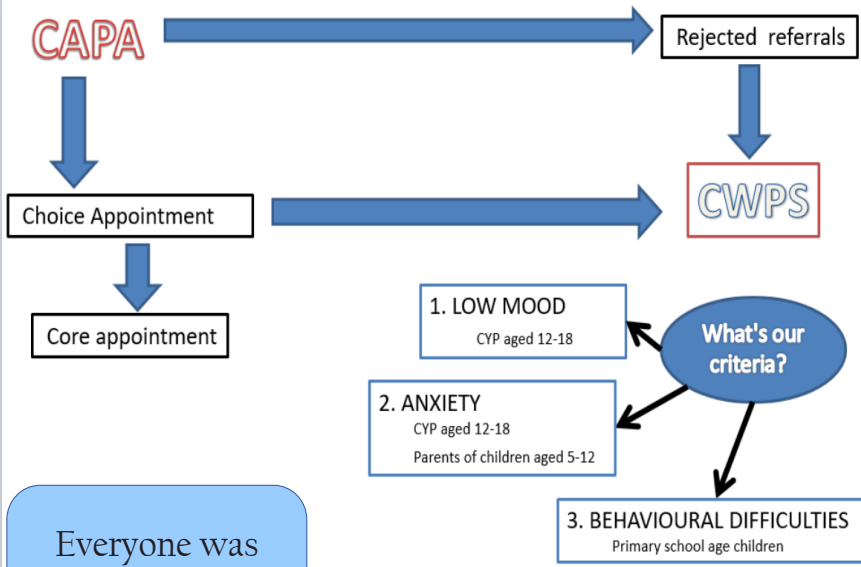 CAPA
Rejected referrals
Choice Appointment
CWPS
Core appointment
1. LOW MOOD
CYP aged 12-18
What's our
criteria?
2. ANXIETY
CYP aged 12-18
Parents of children aged 5-12
3. BEHAVIOURAL DIFFICULTIES
Primary school age children
Everyone was